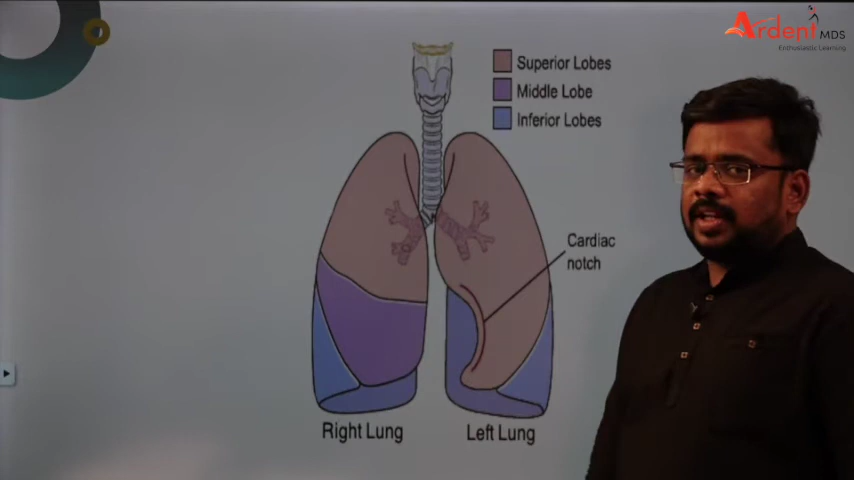 Ardent MDS
Enthusiastic Learning
Superior Lobes
Middle Lobe
Inferior Lobes
Cardiac
notch
Right Lung
Left Lung